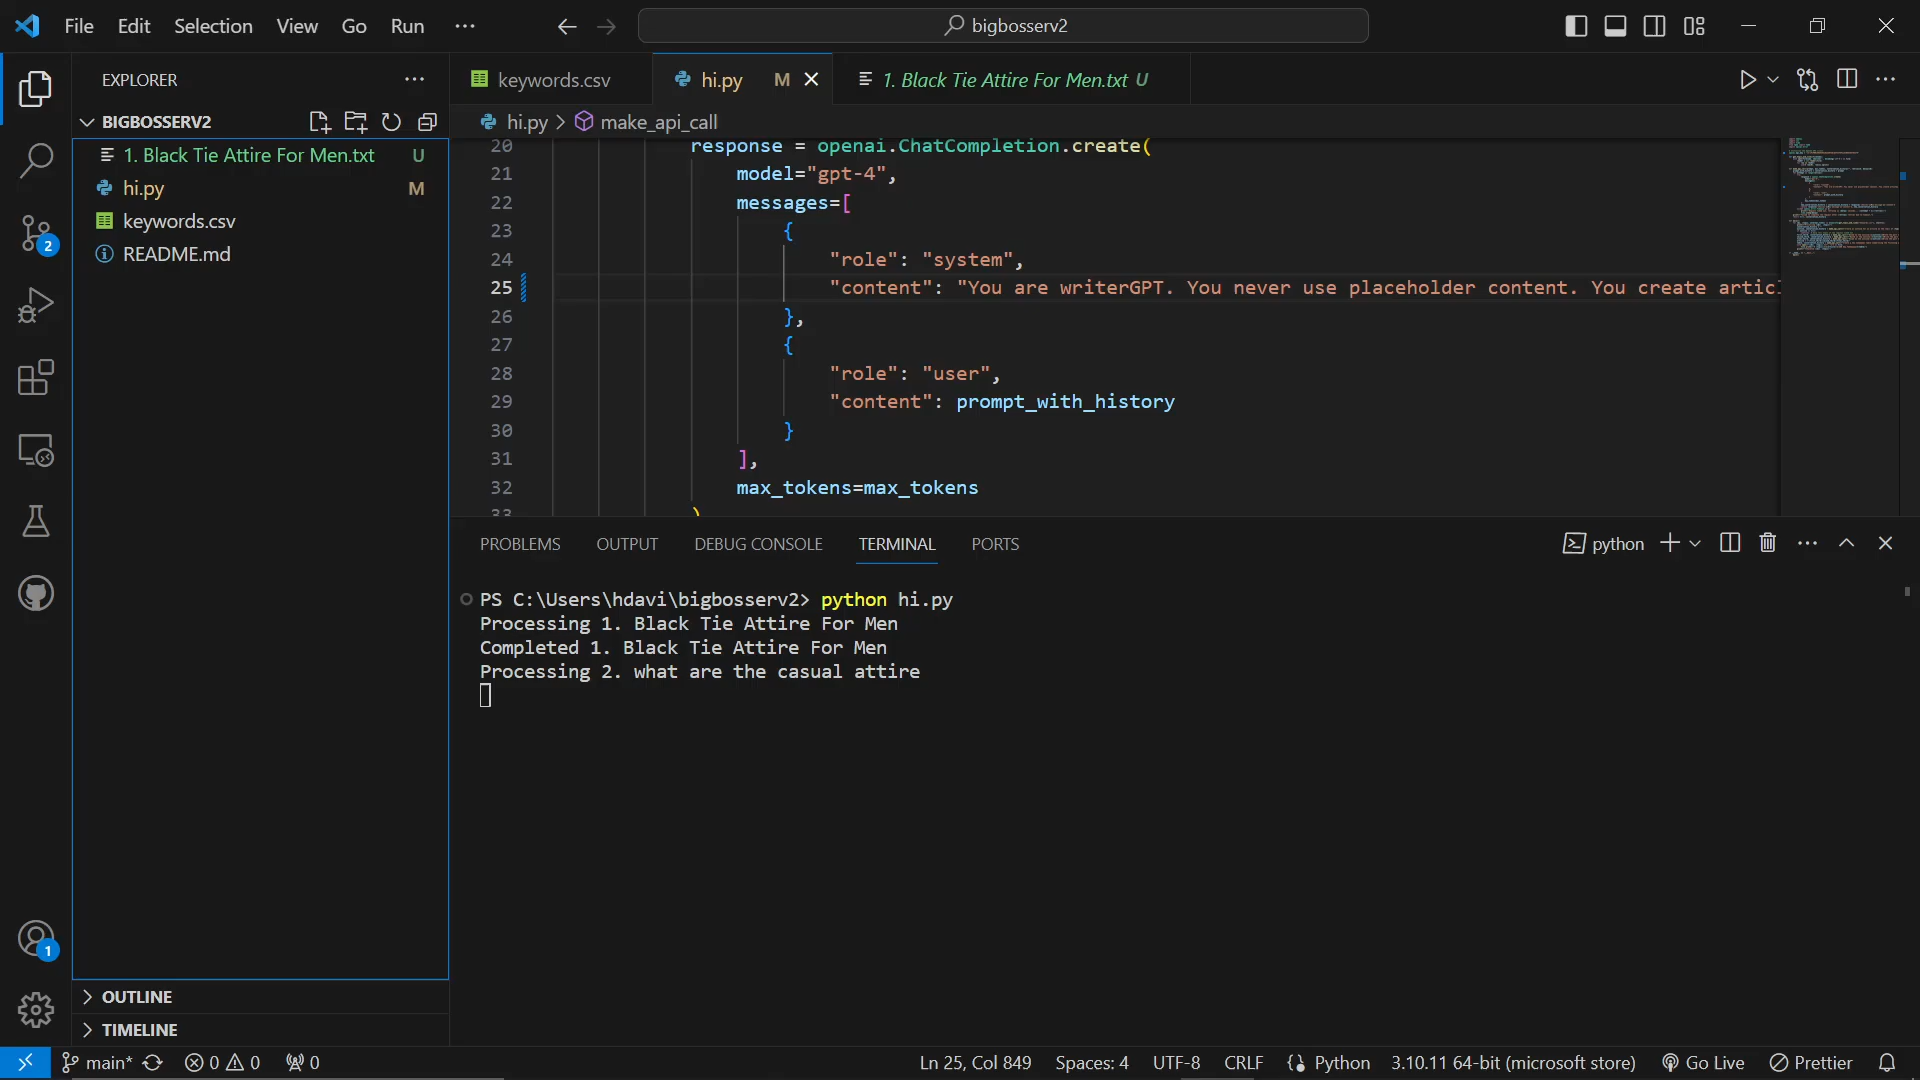 File Edit Selection View Go Run ··· bigbosserv2
EXPLORER ···
BIGBOSSERV2
1. Black Tie Attire For Men.txt U
hi.py M
keywords.csv
README.md
OUTLINE
TIMELINE
2
1
keywords.csv
hi.py M
1. Black Tie Attire For Men.txt U
hi.py > make_api_call
20 response = openai.ChatCompletion.create(
21 model="gpt-4",
22 messages=[
23 {
24 "role": "system",
25 "content": "You are writerGPT. You never use placeholder content. You create artic
26 },
27 {
28 "role": "user",
29 "content": prompt_with_history
30 }
31 ],
32 max_tokens=max_tokens
33 )
PROBLEMS OUTPUT DEBUG CONSOLE TERMINAL PORTS python
PS C:\Users\hdavi\bigbosserv2> python hi.py
Processing 1. Black Tie Attire For Men
Completed 1. Black Tie Attire For Men
Processing 2. what are the casual attire
main* 0 0 0 Ln 25, Col 849 Spaces: 4 UTF-8 CRLF Python 3.10.11 64-bit (microsoft store) Go Live Prettier